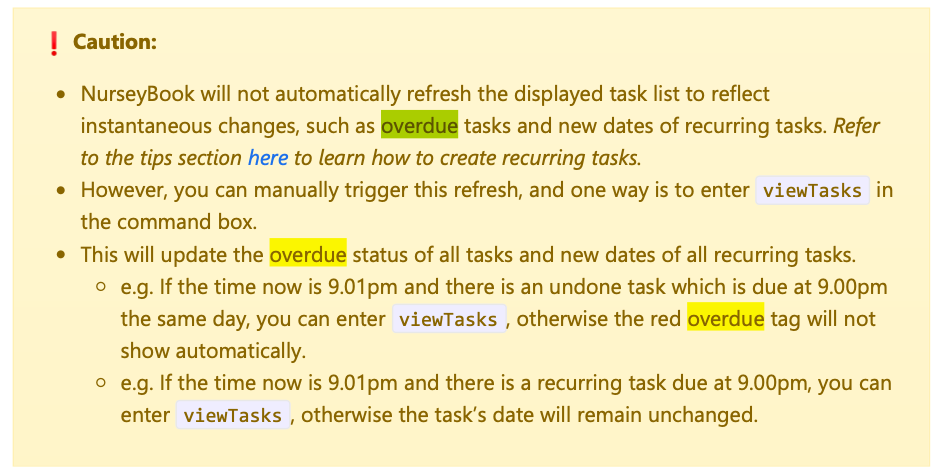 ❗ Caution:
• NurseyBook will not automatically refresh the displayed task list to reflect
instantaneous changes, such as overdue tasks and new dates of recurring tasks. Refer
to the tips section here to learn how to create recurring tasks.
• However, you can manually trigger this refresh, and one way is to enter viewTasks in
the command box.
• This will update the overdue status of all tasks and new dates of all recurring tasks.
○ e.g. If the time now is 9.01pm and there is an undone task which is due at 9.00pm
the same day, you can enter viewTasks , otherwise the red overdue tag will not
show automatically.
○ e.g. If the time now is 9.01pm and there is a recurring task due at 9.00pm, you can
enter viewTasks , otherwise the task’s date will remain unchanged.